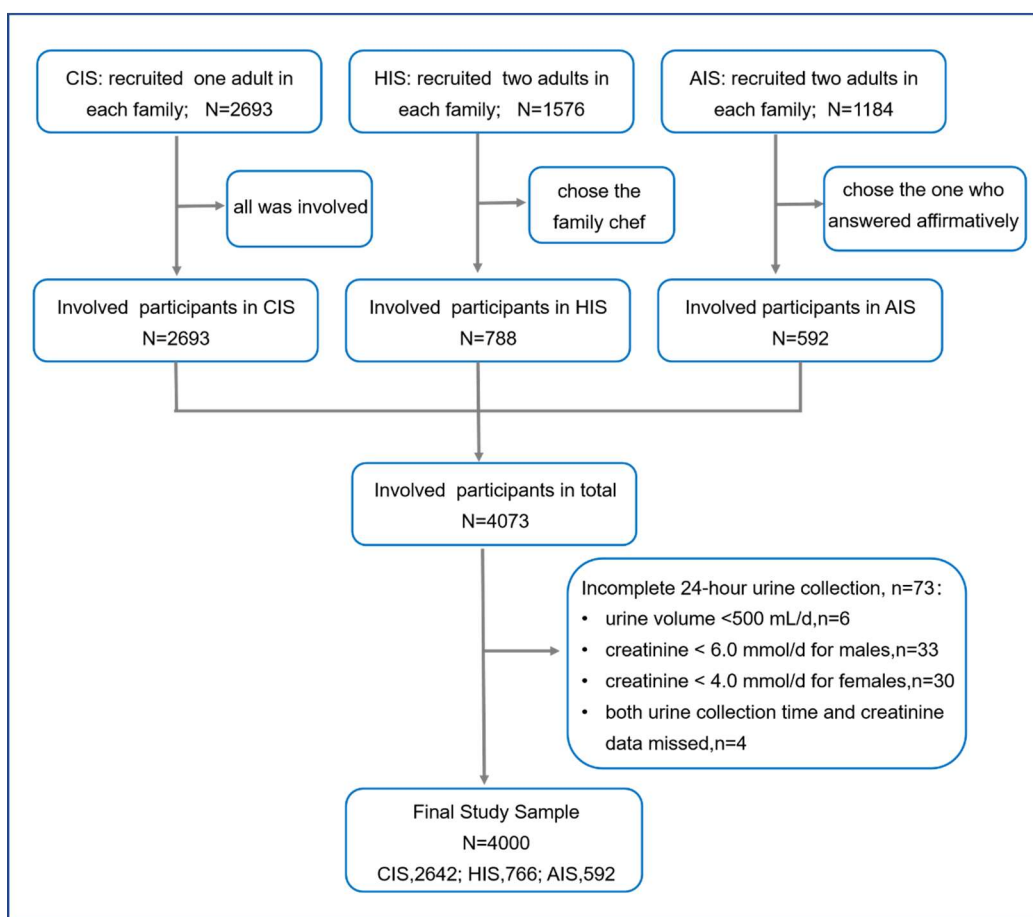 CIS: recruited one adult in
each family; N=2693
HIS: recruited two adults in
each family; N=1576
AIS: recruited two adults in
each family; N=1184
all was involved
chose the
family chef
chose the one who
answered affirmatively
Involved participants in CIS
N=2693
Involved participants in HIS
N=788
Involved participants in AIS
N=592
Involved participants in total
N=4073
Incomplete 24-hour urine collection, n=73：
• urine volume <500 mL/d,n=6
• creatinine < 6.0 mmol/d for males,n=33
• creatinine < 4.0 mmol/d for females,n=30
• both urine collection time and creatinine
data missed,n=4
Final Study Sample
N=4000
CIS,2642; HIS,766; AIS,592